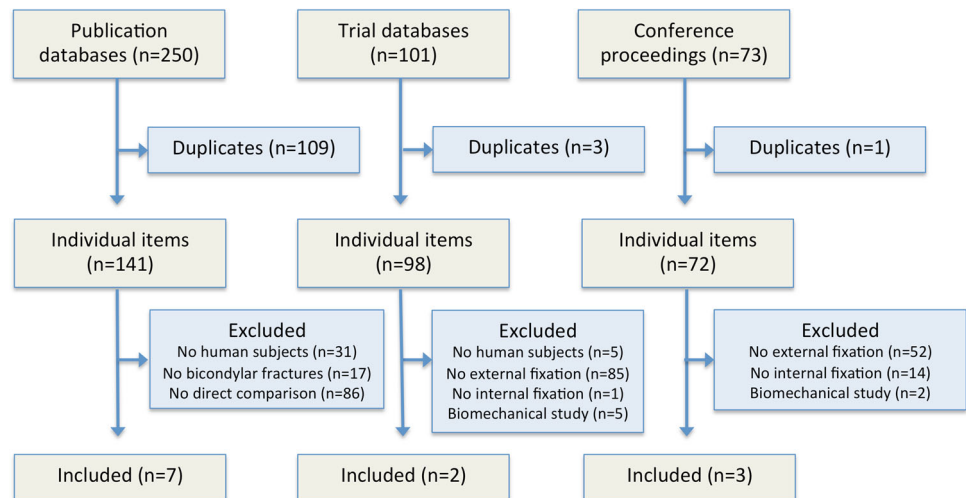 Publication
databases (n=250)
Trial databases
(n=101)
Conference
proceedings (n=73)
Duplicates (n=109)
Duplicates (n=3)
Duplicates (n=1)
Individual items
(n=141)
Individual items
(n=98)
Individual items
(n=72)
Excluded
No human subjects (n=31)
No bicondylar fractures (n=17)
No direct comparison (n=86)
Excluded
No human subjects (n=5)
No external fixation (n=85)
No internal fixation (n=1)
Biomechanical study (n=5)
Excluded
No external fixation (n=52)
No internal fixation (n=14)
Biomechanical study (n=2)
Included (n=7)
Included (n=2)
Included (n=3)